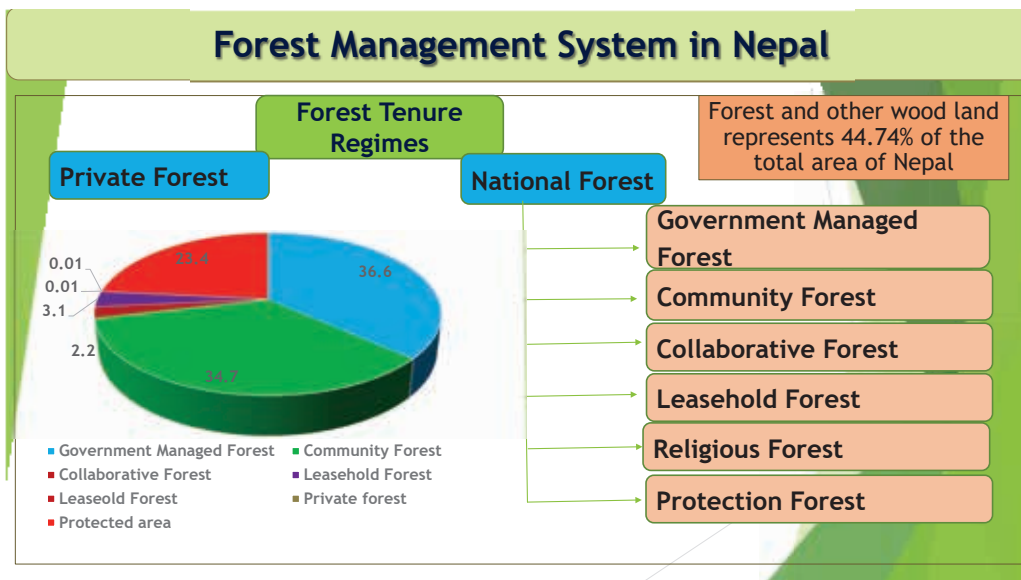 Forest Management System in Nepal
Forest Tenure
Regimes
Forest and other wood land
represents 44.74% of the
total area of Nepal
Private Forest
National Forest
Government Managed
Forest
Community Forest
Collaborative Forest
Leasehold Forest
Religious Forest
Protection Forest
23.4
36.6
0.01
0.01
3.1
2.2
34.7
Government Managed Forest
Community Forest
Collaborative Forest
Leasehold Forest
Leaseold Forest
Private forest
Protected area